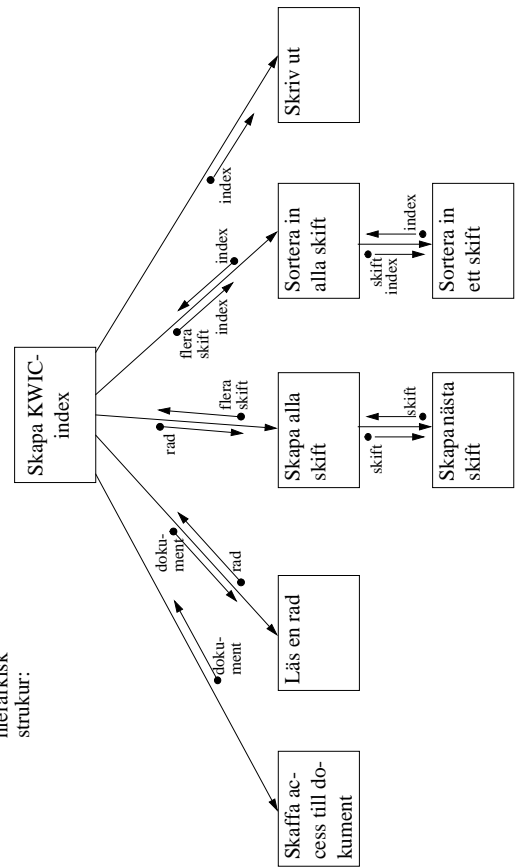 hierarkisk
strukur:
Skapa KWIC-
index
doku-
ment
doku-
ment
rad
rad
flera
skift
flera
skift
index
index
index
Skaffa ac-
cess till do-
kument
Läs en rad
Skapa alla
skift
Sortera in
alla skift
Skriv ut
skift
skift
skift
index
index
Skapa nästa
skift
Sortera in
ett skift